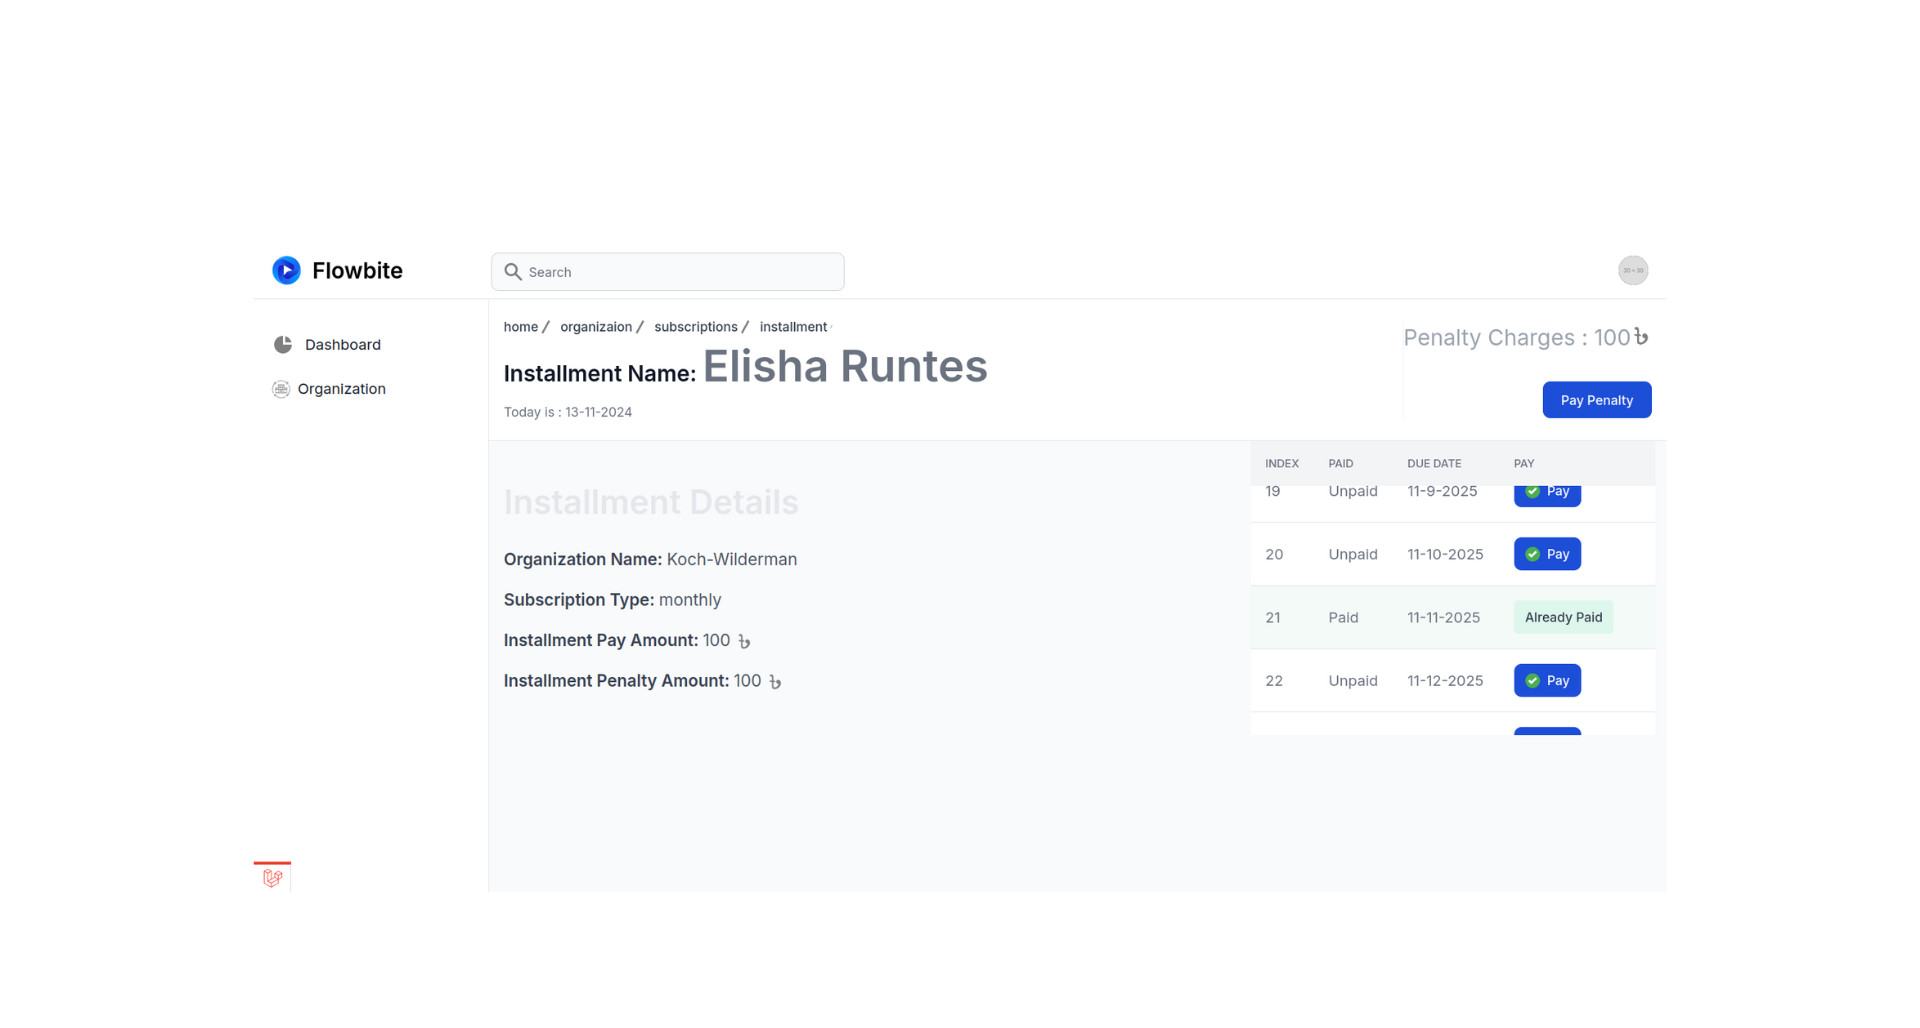 Flowbite
Search
30 × 30
Dashboard
Organization
home / organizaion / subscriptions / installment
Installment Name: Elisha Runtes
Today is : 13-11-2024
Penalty Charges : 100 ৳
Pay Penalty
Installment Details
Organization Name: Koch-Wilderman
Subscription Type: monthly
Installment Pay Amount: 100 ৳
Installment Penalty Amount: 100 ৳
INDEX PAID DUE DATE PAY
19 Unpaid 11-9-2025 Pay
20 Unpaid 11-10-2025 Pay
21 Paid 11-11-2025 Already Paid
22 Unpaid 11-12-2025 Pay